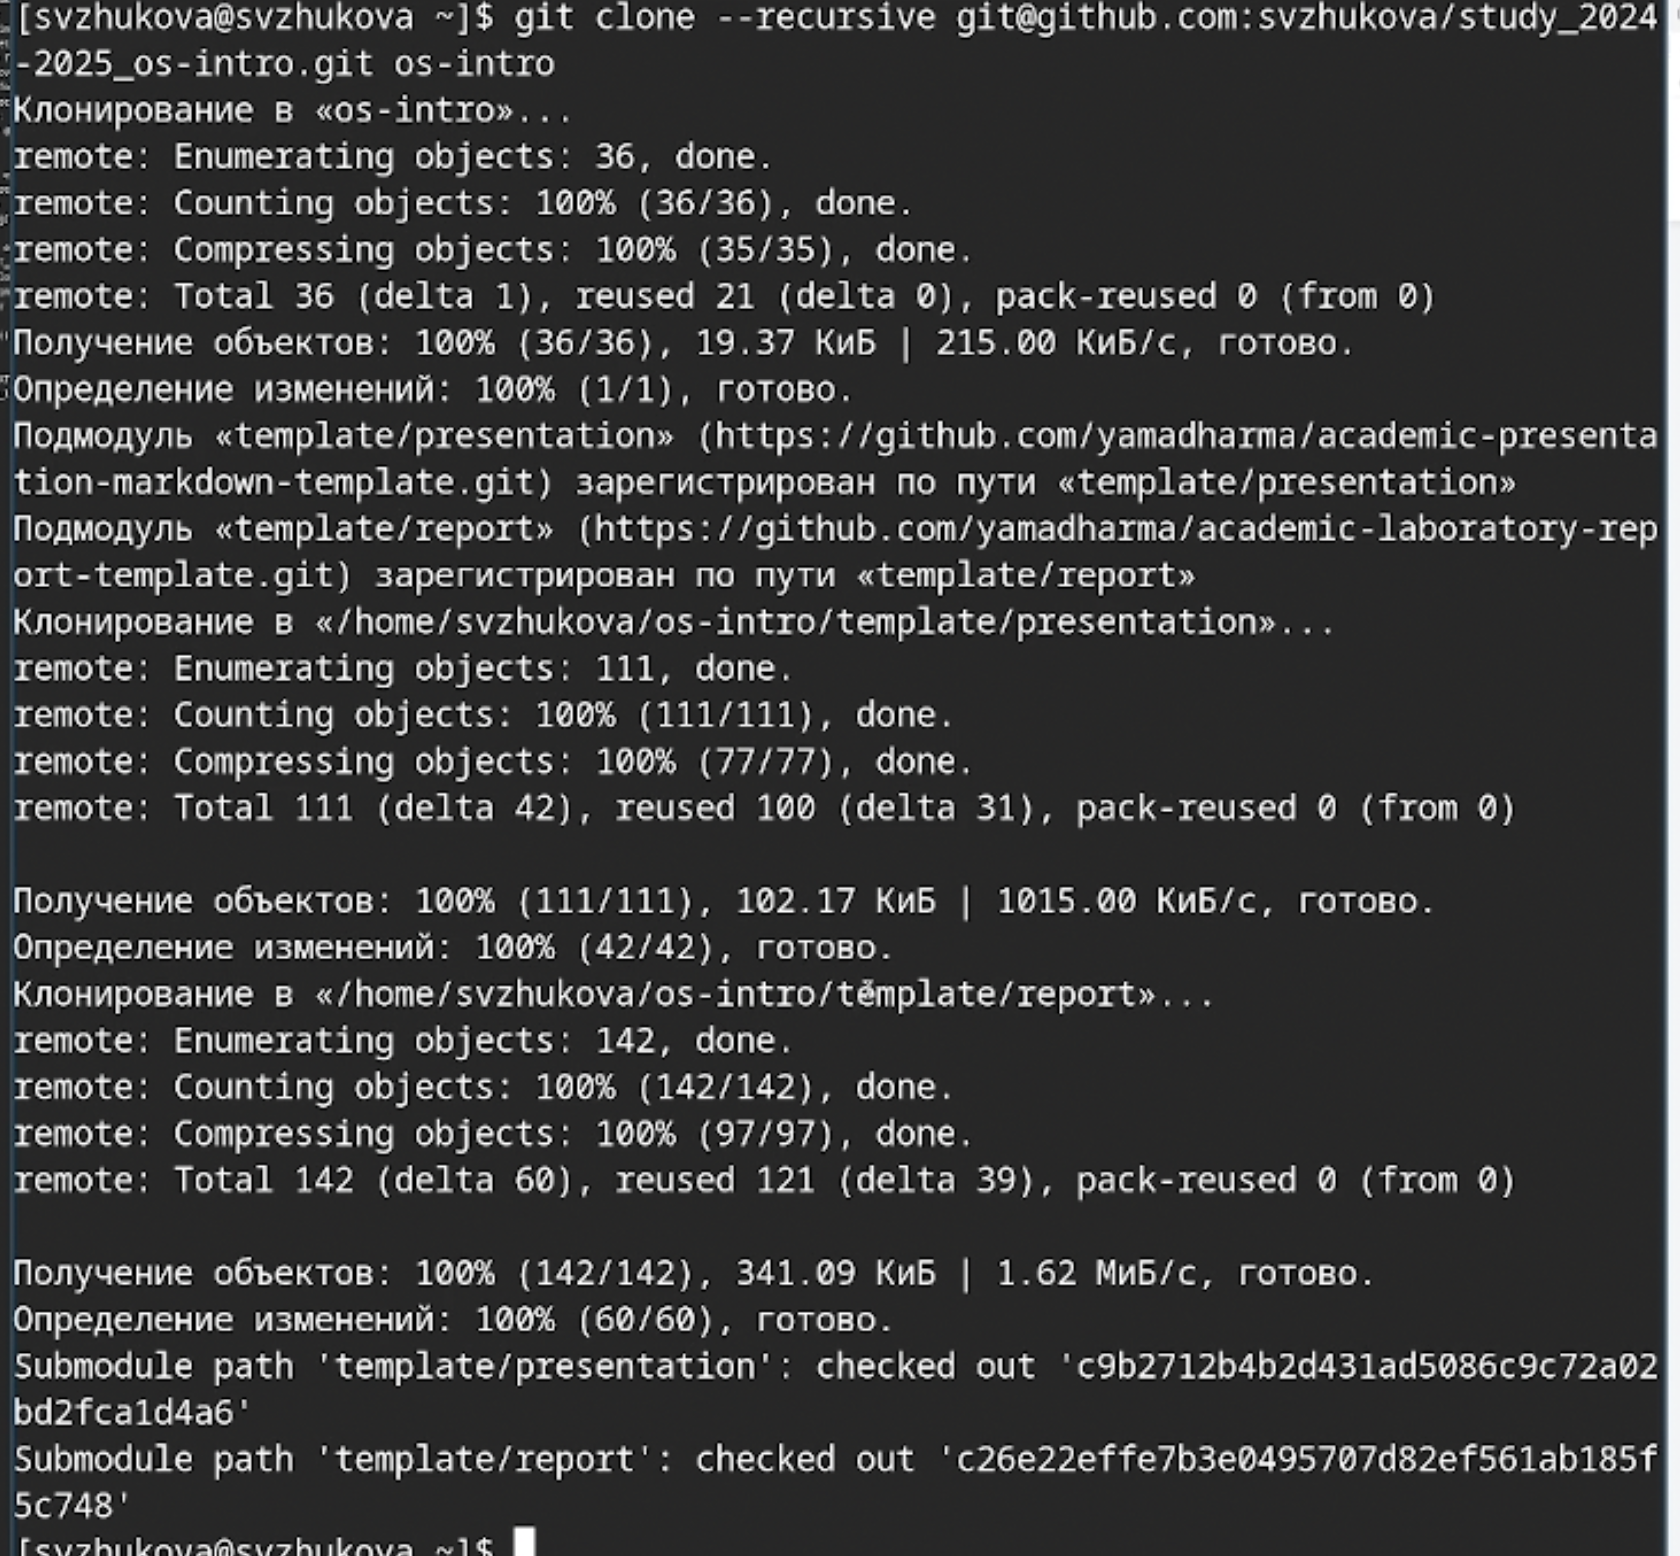 [svzhukova@svzhukova ~]$ git clone --recursive git@github.com:svzhukova/study_2024
-2025_os-intro.git os-intro
Клонирование в «os-intro»...
remote: Enumerating objects: 36, done.
remote: Counting objects: 100% (36/36), done.
remote: Compressing objects: 100% (35/35), done.
remote: Total 36 (delta 1), reused 21 (delta 0), pack-reused 0 (from 0)
Получение объектов: 100% (36/36), 19.37 КиБ | 215.00 КиБ/с, готово.
Определение изменений: 100% (1/1), готово.
Подмодуль «template/presentation» (https://github.com/yamadharma/academic-presenta
tion-markdown-template.git) зарегистрирован по пути «template/presentation»
Подмодуль «template/report» (https://github.com/yamadharma/academic-laboratory-rep
ort-template.git) зарегистрирован по пути «template/report»
Клонирование в «/home/svzhukova/os-intro/template/presentation»...
remote: Enumerating objects: 111, done.
remote: Counting objects: 100% (111/111), done.
remote: Compressing objects: 100% (77/77), done.
remote: Total 111 (delta 42), reused 100 (delta 31), pack-reused 0 (from 0)
Получение объектов: 100% (111/111), 102.17 КиБ | 1015.00 КиБ/с, готово.
Определение изменений: 100% (42/42), готово.
Клонирование в «/home/svzhukova/os-intro/template/report»...
remote: Enumerating objects: 142, done.
remote: Counting objects: 100% (142/142), done.
remote: Compressing objects: 100% (97/97), done.
remote: Total 142 (delta 60), reused 121 (delta 39), pack-reused 0 (from 0)
Получение объектов: 100% (142/142), 341.09 КиБ | 1.62 МиБ/с, готово.
Определение изменений: 100% (60/60), готово.
Submodule path 'template/presentation': checked out 'c9b2712b4b2d431ad5086c9c72a02
bd2fca1d4a6'
Submodule path 'template/report': checked out 'c26e22effe7b3e0495707d82ef561ab185f
5c748'
[svzhukova@svzhukova ~]$